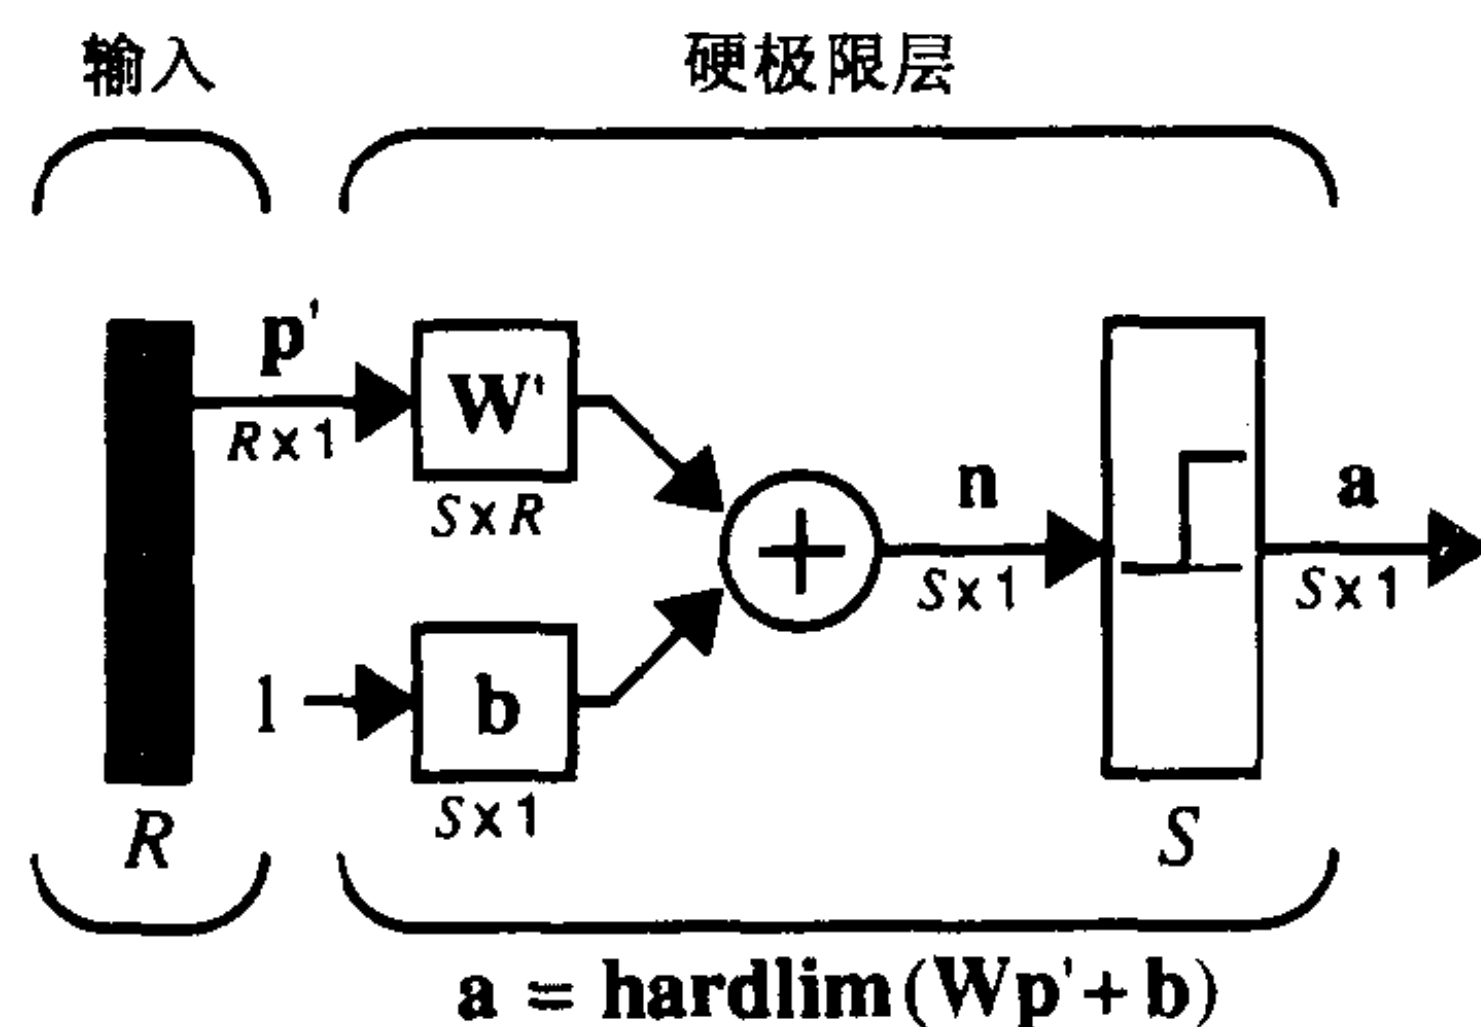 输入 硬极限层
p' W' n a
R×1 S×R S×1 S×1
1 b
S×1
R S
a = hardlim(Wp'+b)